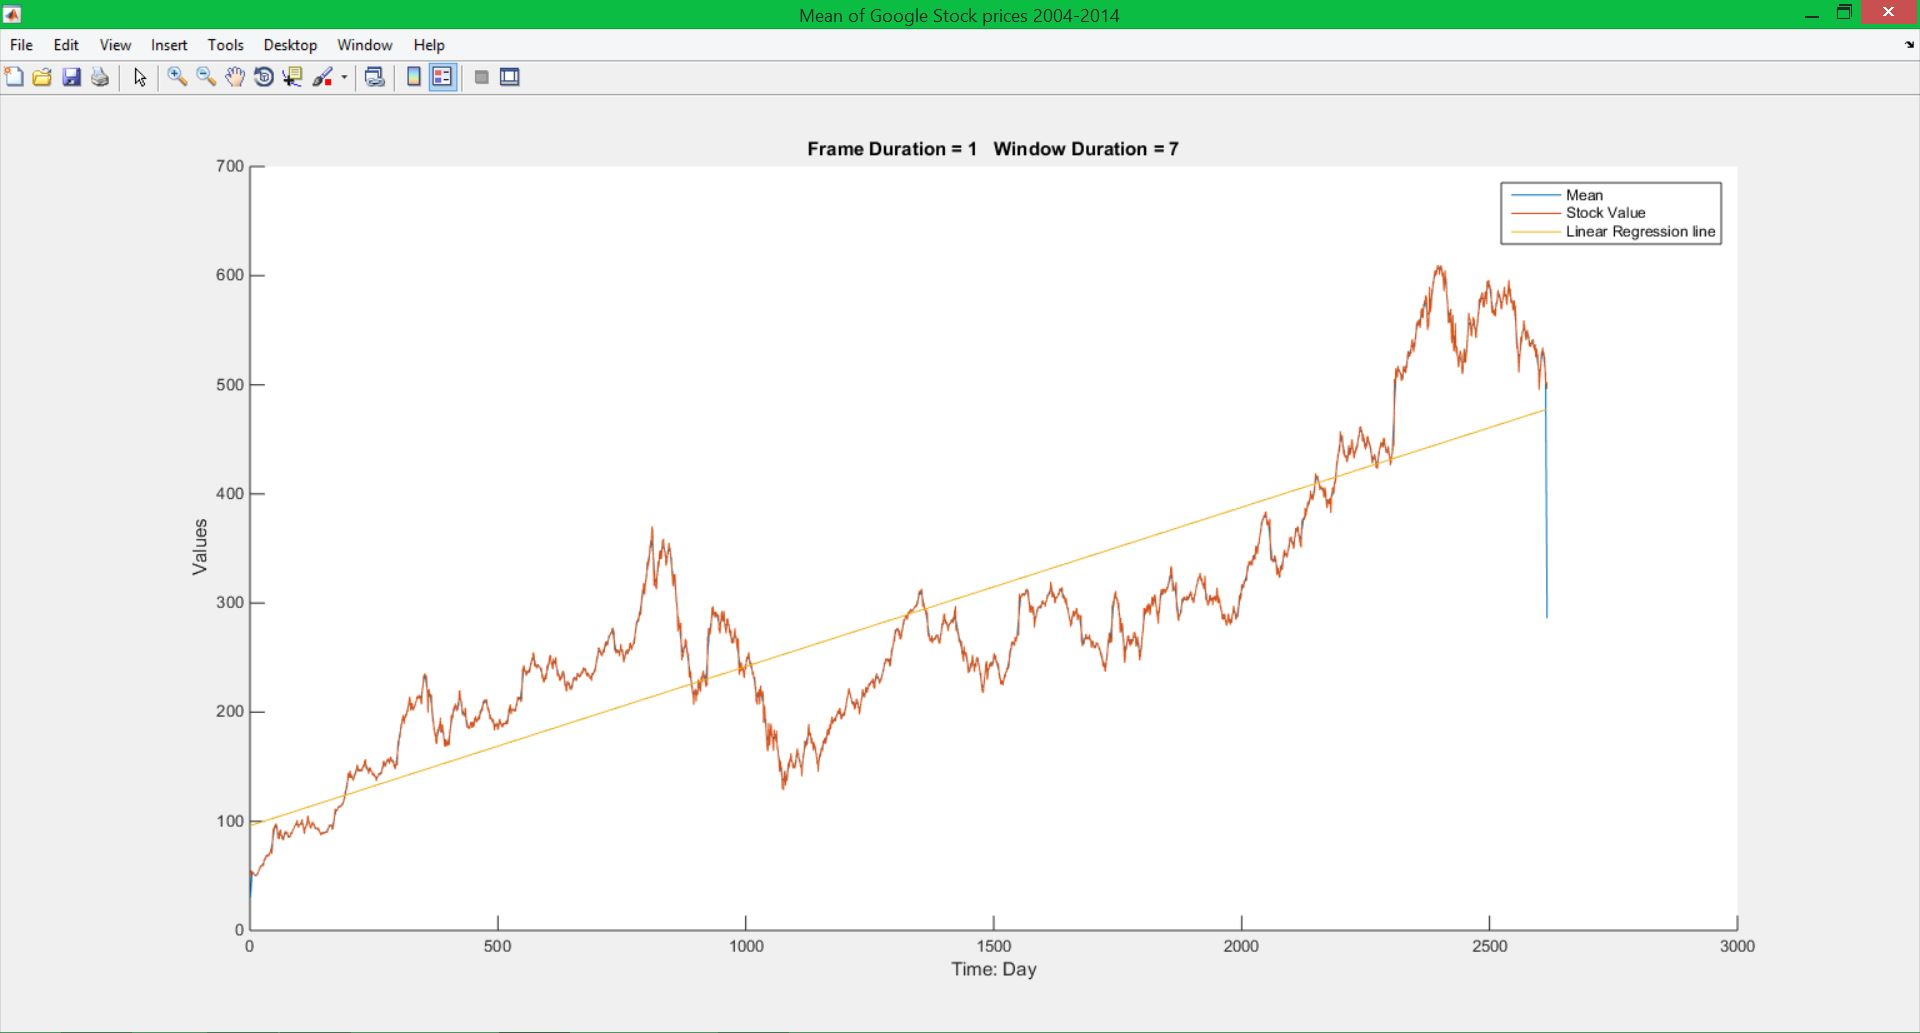 Mean of Google Stock prices 2004-2014
File Edit View Insert Tools Desktop Window Help
Frame Duration = 1 Window Duration = 7
700
600
500
400
300
200
100
0
Values
Mean
Stock Value
Linear Regression line
0 500 1000 1500 2000 2500 3000
Time: Day